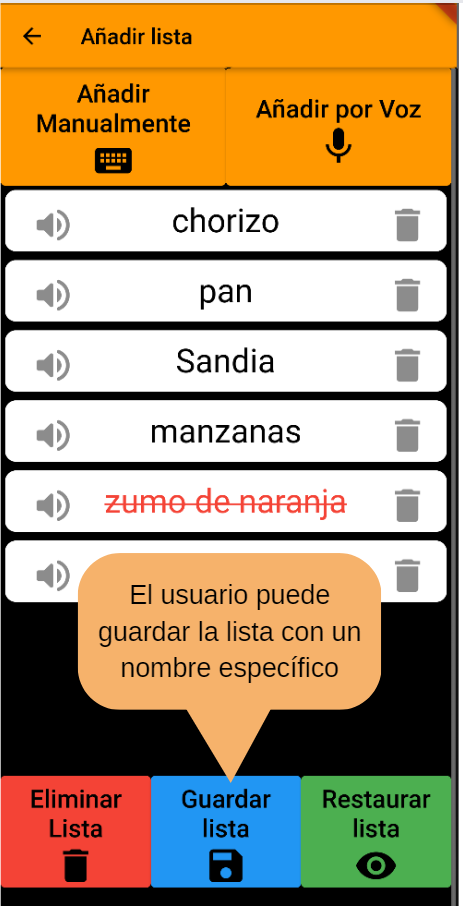 Añadir lista
Añadir
Manualmente
Añadir por Voz
chorizo
pan
Sandia
manzanas
zumo de naranja
El usuario puede
guardar la lista con un
nombre específico
Eliminar
Lista
Guardar
lista
Restaurar
lista